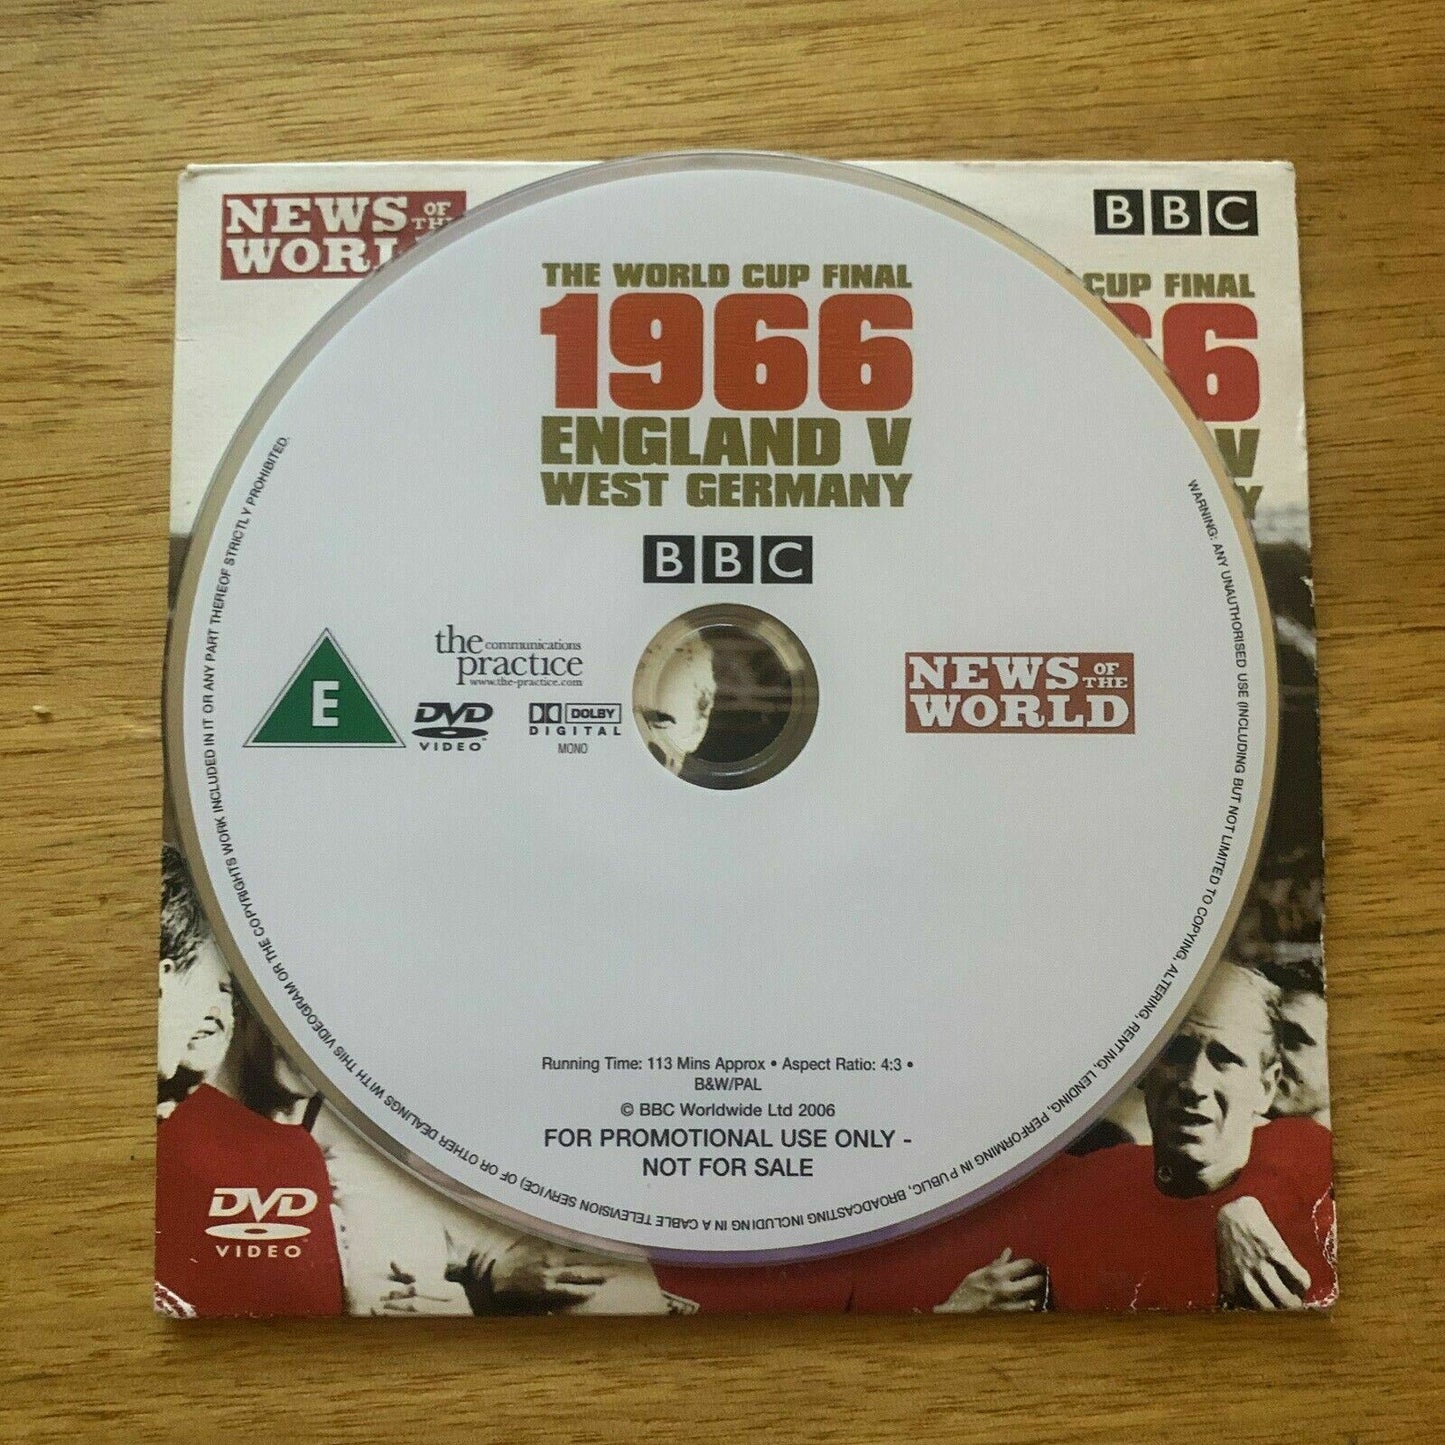 NEWS OF THE
WORL
BBC
CUP FINAL
66
V
Y
THE WORLD CUP FINAL
1966
ENGLAND V
WEST GERMANY
BBC
E
the communications
practice
www.the-practice.com
DVD
VIDEO™
DOLBY
DIGITAL
MONO
NEWS OF THE
WORLD
Running Time: 113 Mins Approx • Aspect Ratio: 4:3 •
B&W/PAL
© BBC Worldwide Ltd 2006
FOR PROMOTIONAL USE ONLY -
NOT FOR SALE
WARNING: ANY UNAUTHORISED USE (INCLUDING BUT NOT LIMITED TO COPYING, ALTERING, RENTING, LENDING, PERFORMING IN PUBLIC, BROADCASTING INCLUDING IN A CABLE TELEVISION SERVICE) OF OR OTHER DEALINGS WITH THIS VIDEOGRAM OR THE COPYRIGHTS WORK INCLUDED IN IT OR ANY PART THEREOF STRICTLY PROHIBITED.
DVD
VIDEO™